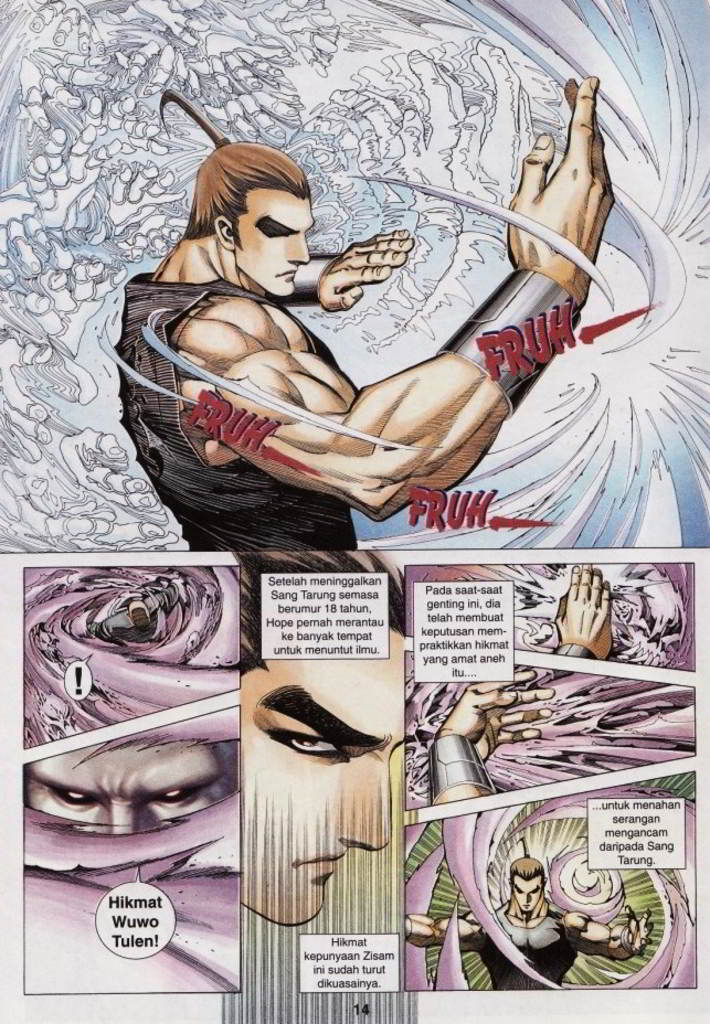 FRUH
FRUH
FRUH
!
Hikmat
Wuwo
Tulen!
Setelah meninggalkan
Sang Tarung semasa
berumur 18 tahun,
Hope pernah merantau
ke banyak tempat
untuk menuntut ilmu.
Hikmat
kepunyaan Zisam
ini sudah turut
dikuasainya.
Pada saat-saat
genting ini, dia
telah membuat
keputusan mem-
praktikkan hikmat
yang amat aneh
itu....
...untuk menahan
serangan
mengancam
daripada Sang
Tarung.
14